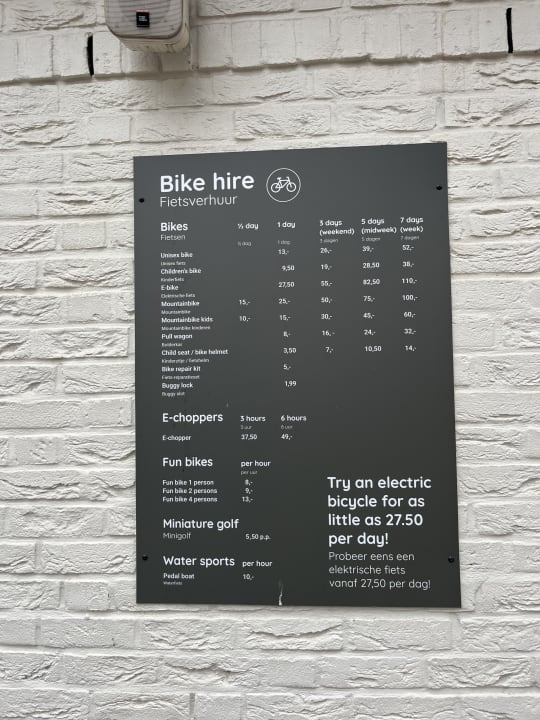 JBL
Bike hire
Fietsverhuur
Bikes ½ day 1 day 3 days (weekend) 5 days (midweek) 7 days (week)
Fietsen ½ dag 1 dag 3 dagen 5 dagen 7 dagen
Unisex bike 13,- 26,- 39,- 52,-
Unisex fiets
Children's bike 9,50 19,- 28,50 38,-
Kinderfiets
E-bike 27,50 55,- 82,50 110,-
Elektrische fiets
Mountainbike 15,- 25,- 50,- 75,- 100,-
Mountainbike
Mountainbike kids 10,- 15,- 30,- 45,- 60,-
Mountainbike kinderen
Pull wagon 8,- 16,- 24,- 32,-
Bolderkar
Child seat / bike helmet 3,50 7,- 10,50 14,-
Kinderzitje / fietshelm
Bike repair kit 5,-
Fiets-reparatieset
Buggy lock 1,99
Buggy slot
E-choppers 3 hours 6 hours
3 uur 6 uur
E-chopper 37,50 49,-
Fun bikes per hour
per uur
Fun bike 1 person 8,-
Fun bike 2 persons 9,-
Fun bike 4 persons 13,-
Miniature golf
Minigolf 5,50 p.p.
Water sports per hour
Pedal boat 10,-
Waterfiets
Try an electric
bicycle for as
little as 27.50
per day!
Probeer eens een
elektrische fiets
vanaf 27,50 per dag!